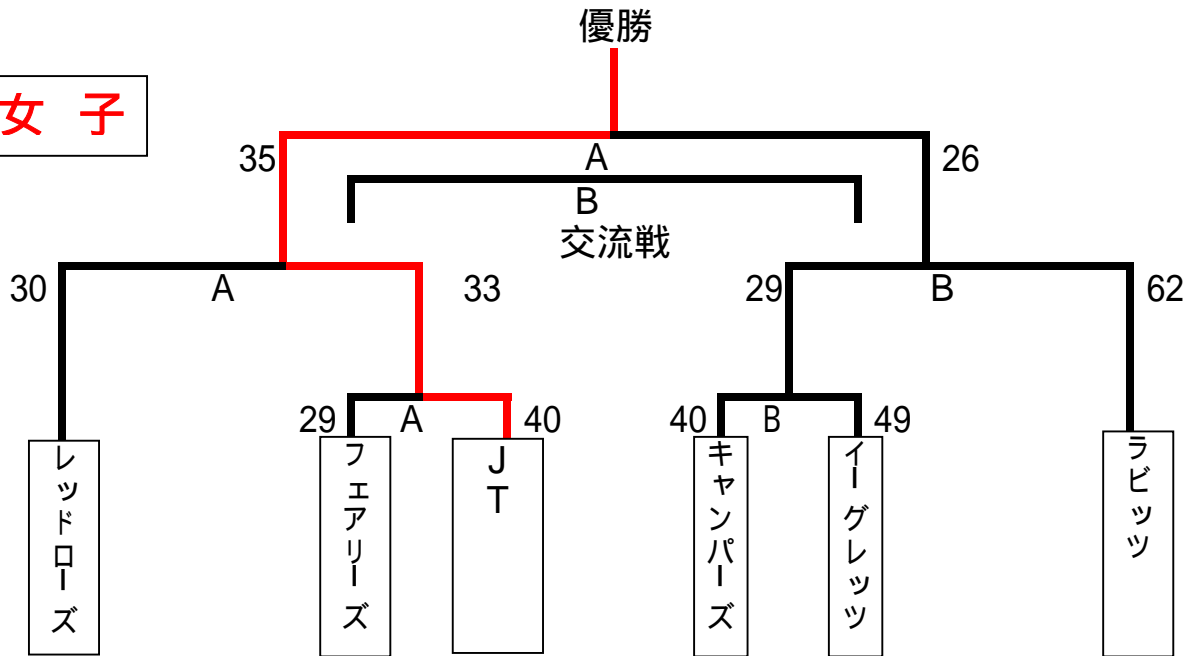 優勝
女 子
35
A
26
B
交流戦
30
A
33
29
B
62
29
A
40
40
B
49
レッドローズ
フェアリーズ
JT
キャンパーズ
イーグレッツ
ラビッツ